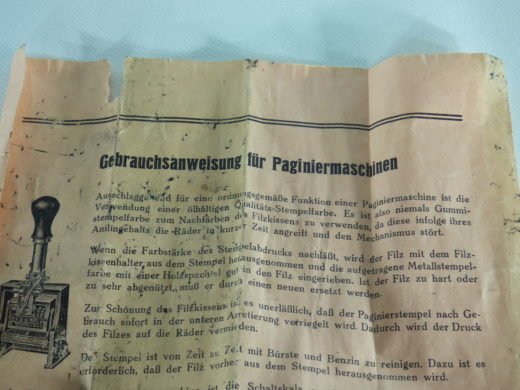 Gebrauchsanweisung für Paginiermaschinen
Ausschlaggebend für eine ordnungsgemäße Funktion einer Paginiermaschine ist die
Verwendung einer ölhältigen Qualitäts-Stempelfarbe. Es ist also niemals Gummi-
stempelfarbe zum Nachfärben des Filzkissens zu verwenden, da diese infolge ihres
Anilingehalts die Räder in kurzer Zeit angreift und den Mechanismus stört.
Wenn die Farbstärke des Stempelabdrucks nachläßt, wird der Filz mit dem Filz-
kissenhalter, aus dem Stempel herausgenommen und die aufgetragene Metallstempel-
farbe mit einer Holzspachtel gut in den Filz eingerieben. Ist der Filz zu hart oder
zu sehr abgenützt, muß er durch einen neuen ersetzt werden.
Zur Schönung des Filzkissens ist es unerläßlich, daß der Paginierstempel nach Ge-
brauch sofort in der unteren Arretierung verriegelt wird. Dadurch wird der Druck
des Filzes auf die Räder vermieden.
Der Stempel ist von Zeit zu Zeit mit Bürste und Benzin zu reinigen. Dazu ist es
erforderlich, daß der Filz vorher aus dem Stempel herausgenommen wird.
ist die Schaltskala